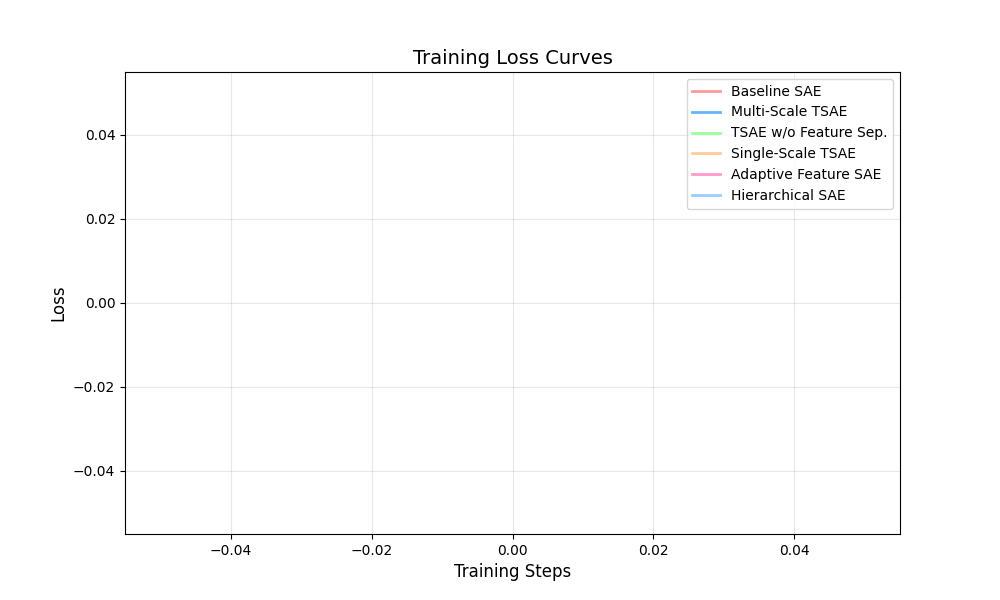 Training Loss Curves
Baseline SAE
Multi-Scale TSAE
TSAE w/o Feature Sep.
Single-Scale TSAE
Adaptive Feature SAE
Hierarchical SAE
0.04
0.02
0.00
−0.02
−0.04
Loss
−0.04 −0.02 0.00 0.02 0.04
Training Steps